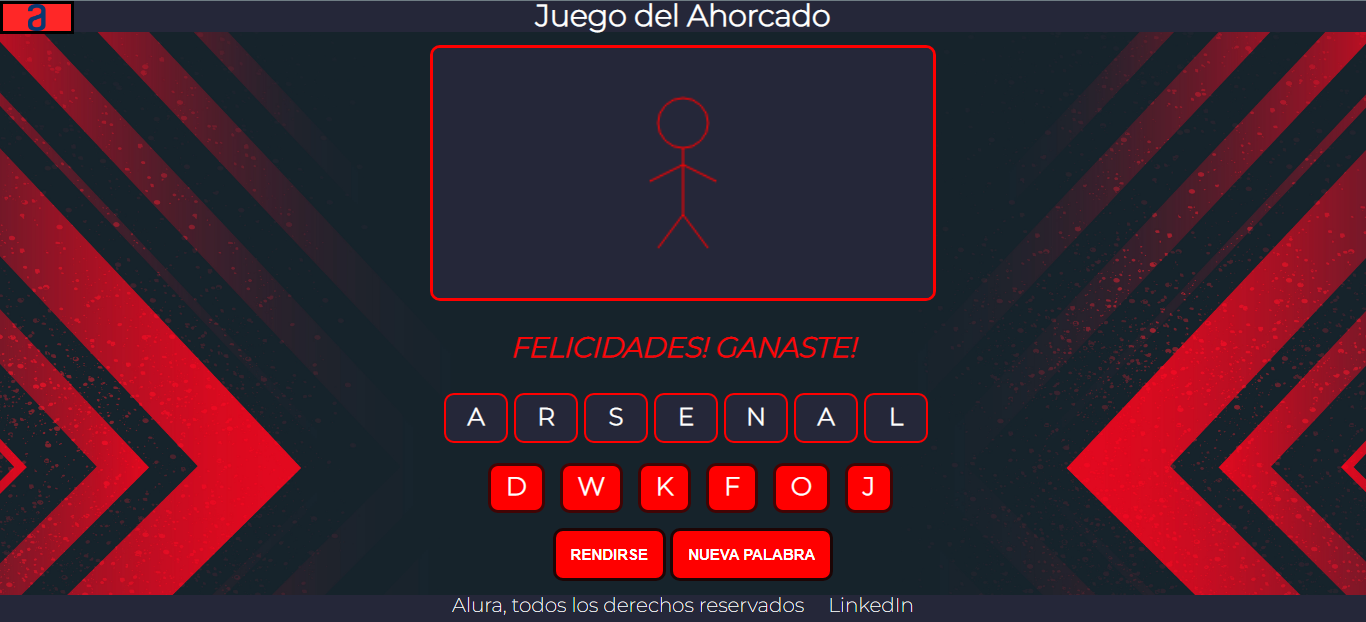 a
Juego del Ahorcado
FELICIDADES! GANASTE!
A R S E N A L
D W K F O J
RENDIRSE NUEVA PALABRA
Alura, todos los derechos reservados LinkedIn